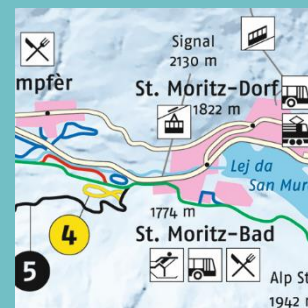 Signal
2130 m
mpfèr
St. Moritz-Dorf
1822 m
Lej da
San Mur
1774 m
4
St. Moritz-Bad
5
Alp St
1942